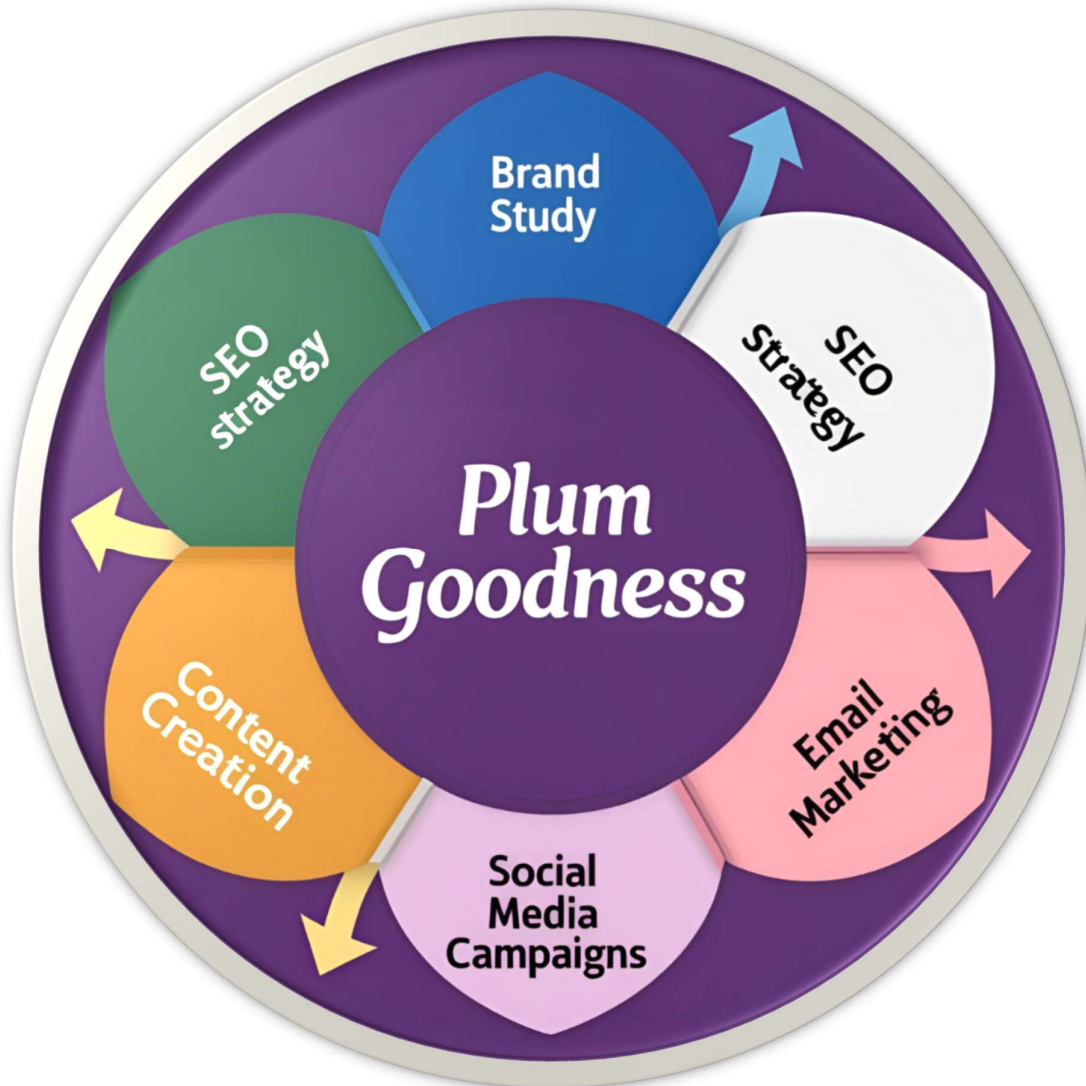 Brand
Study
SEO
Strategy
Email
Marketing
Social
Media
Campaigns
Content
Creation
SEO
strategy
Plum
Goodness